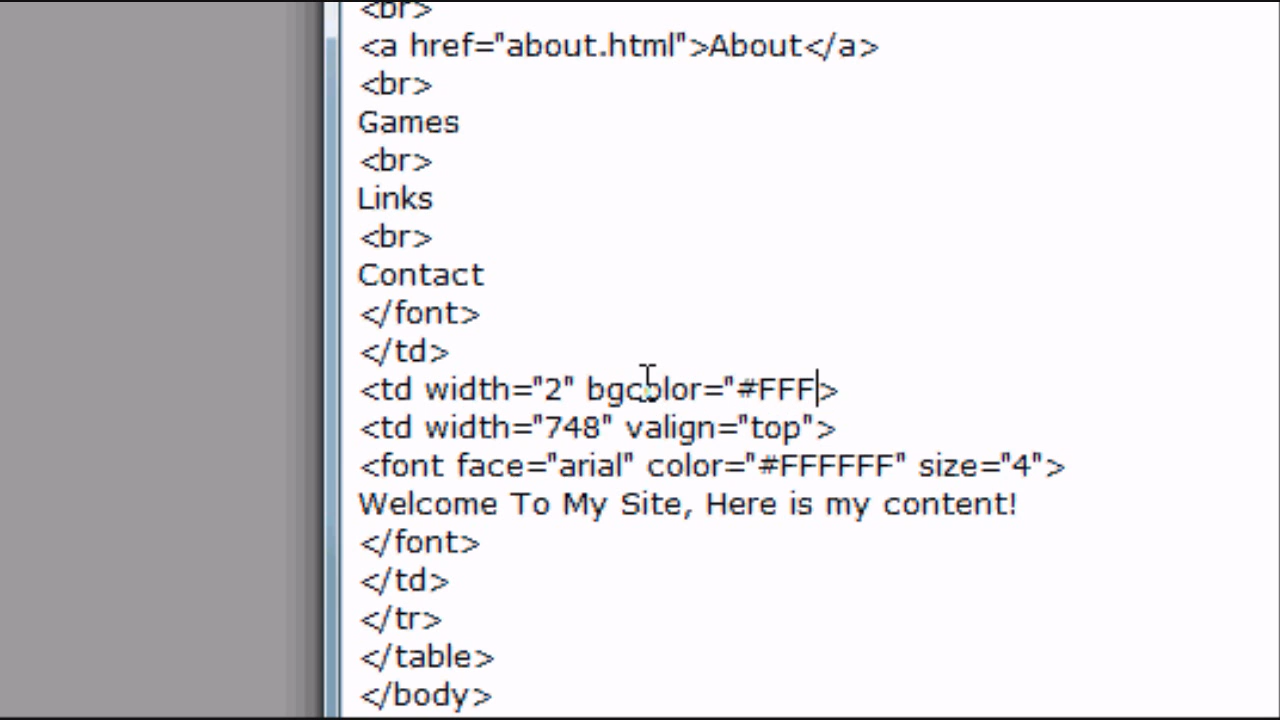 <br>
<a href="about.html">About</a>
<br>
Games
<br>
Links
<br>
Contact
</font>
</td>
<td width="2" bgcolor="#FFF>
<td width="748" valign="top">
<font face="arial" color="#FFFFFF" size="4">
Welcome To My Site, Here is my content!
</font>
</td>
</tr>
</table>
</body>